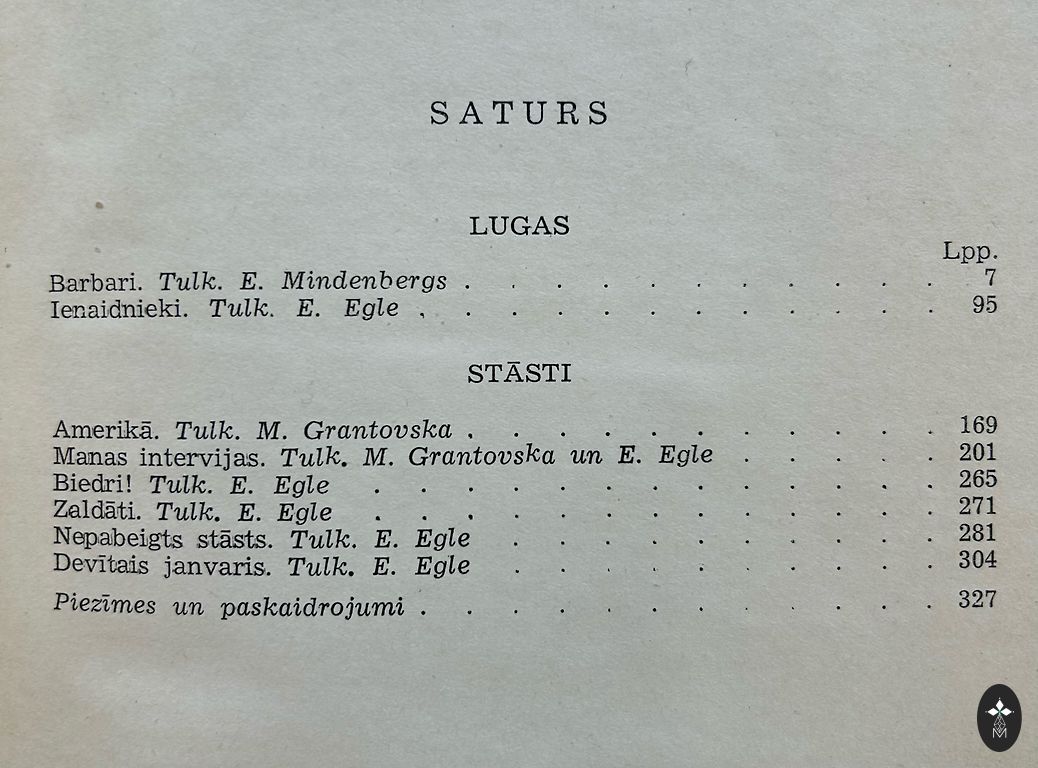 SATURS
LUGAS
Lpp.
Barbari. Tulk. E. Mindenbergs . . . . . . . . . . . 7
Ienaidnieki. Tulk. E. Egle . . . . . . . . . . . . 95
STĀSTI
Amerikā. Tulk. M. Grantovska . . . . . . . . . . . 169
Manas intervijas. Tulk. M. Grantovska un E. Egle . . . . . 201
Biedri! Tulk. E. Egle . . . . . . . . . . . . . 265
Zaldāti. Tulk. E. Egle . . . . . . . . . . . . . 271
Nepabeigts stāsts. Tulk. E. Egle . . . . . . . . . . 281
Devītais janvaris. Tulk. E. Egle . . . . . . . . . . 304
Piezīmes un paskaidrojumi . . . . . . . . . . . . 327
M